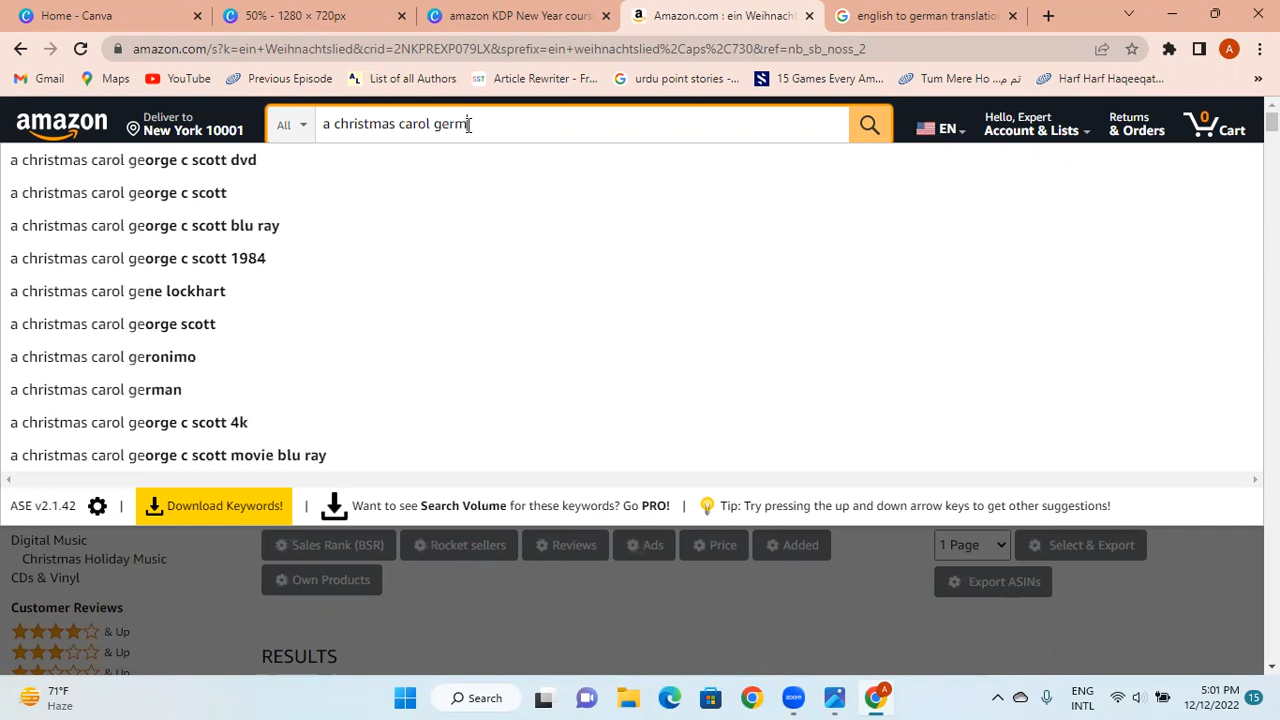 Home - Canva
50% - 1280 × 720px
amazon KDP New Year cours
Amazon.com : ein Weihnacht
english to german translation
amazon.com/s?k=ein+Weihnachtslied&crid=2NKPREXP079LX&sprefix=ein+weihnachtslied%2Caps%2C730&ref=nb_sb_noss_2
A
Gmail
Maps
YouTube
Previous Episode
List of all Authors
Article Rewriter - Fr...
urdu point stories -...
15 Games Every Am...
Tum Mere Ho ... تم م...
Harf Harf Haqeeqat...
»
amazon
Deliver to
New York 10001
All
a christmas carol germ
EN
Hello, Expert
Account & Lists
Returns
& Orders
0
Cart
a christmas carol george c scott dvd
a christmas carol george c scott
a christmas carol george c scott blu ray
a christmas carol george c scott 1984
a christmas carol gene lockhart
a christmas carol george scott
a christmas carol geronimo
a christmas carol german
a christmas carol george c scott 4k
a christmas carol george c scott movie blu ray
ASE v2.1.42
| Download Keywords! | Want to see Search Volume for these keywords? Go PRO! | Tip: Try pressing the up and down arrow keys to get other suggestions!
Digital Music
Christmas Holiday Music
CDs & Vinyl
Customer Reviews
& Up
& Up
& Up
Sales Rank (BSR)
Rocket sellers
Reviews
Ads
Price
Added
1 Page
Select & Export
Own Products
Export ASINs
RESULTS
71°F
Haze
Search
A
ENG
INTL
5:01 PM
12/12/2022
15